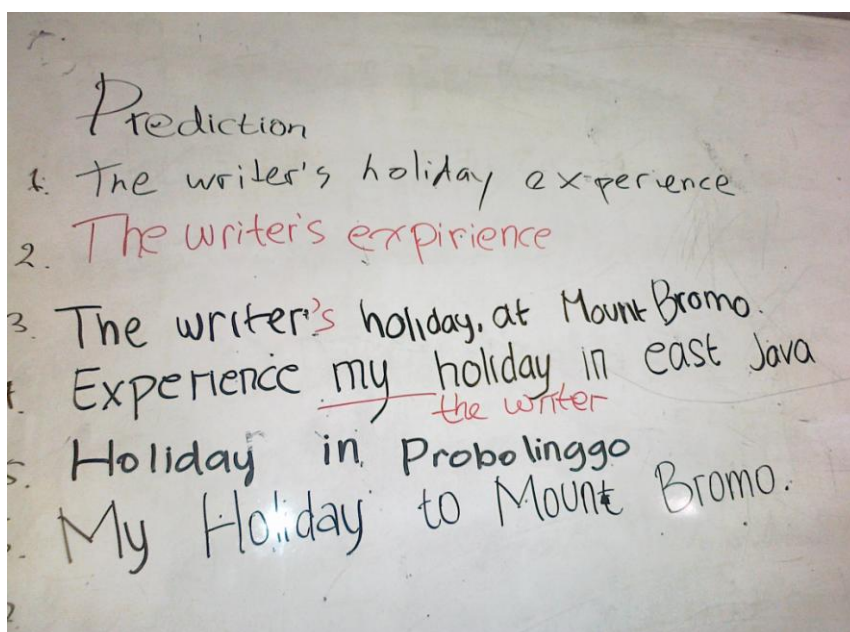 Prediction
1. The writer's holiday experience
2. The writer's expirience
3. The writer's holiday, at Mount Bromo.
Experience my holiday in east Java
the writer
5. Holiday in Probolinggo
My Holiday to Mount Bromo.